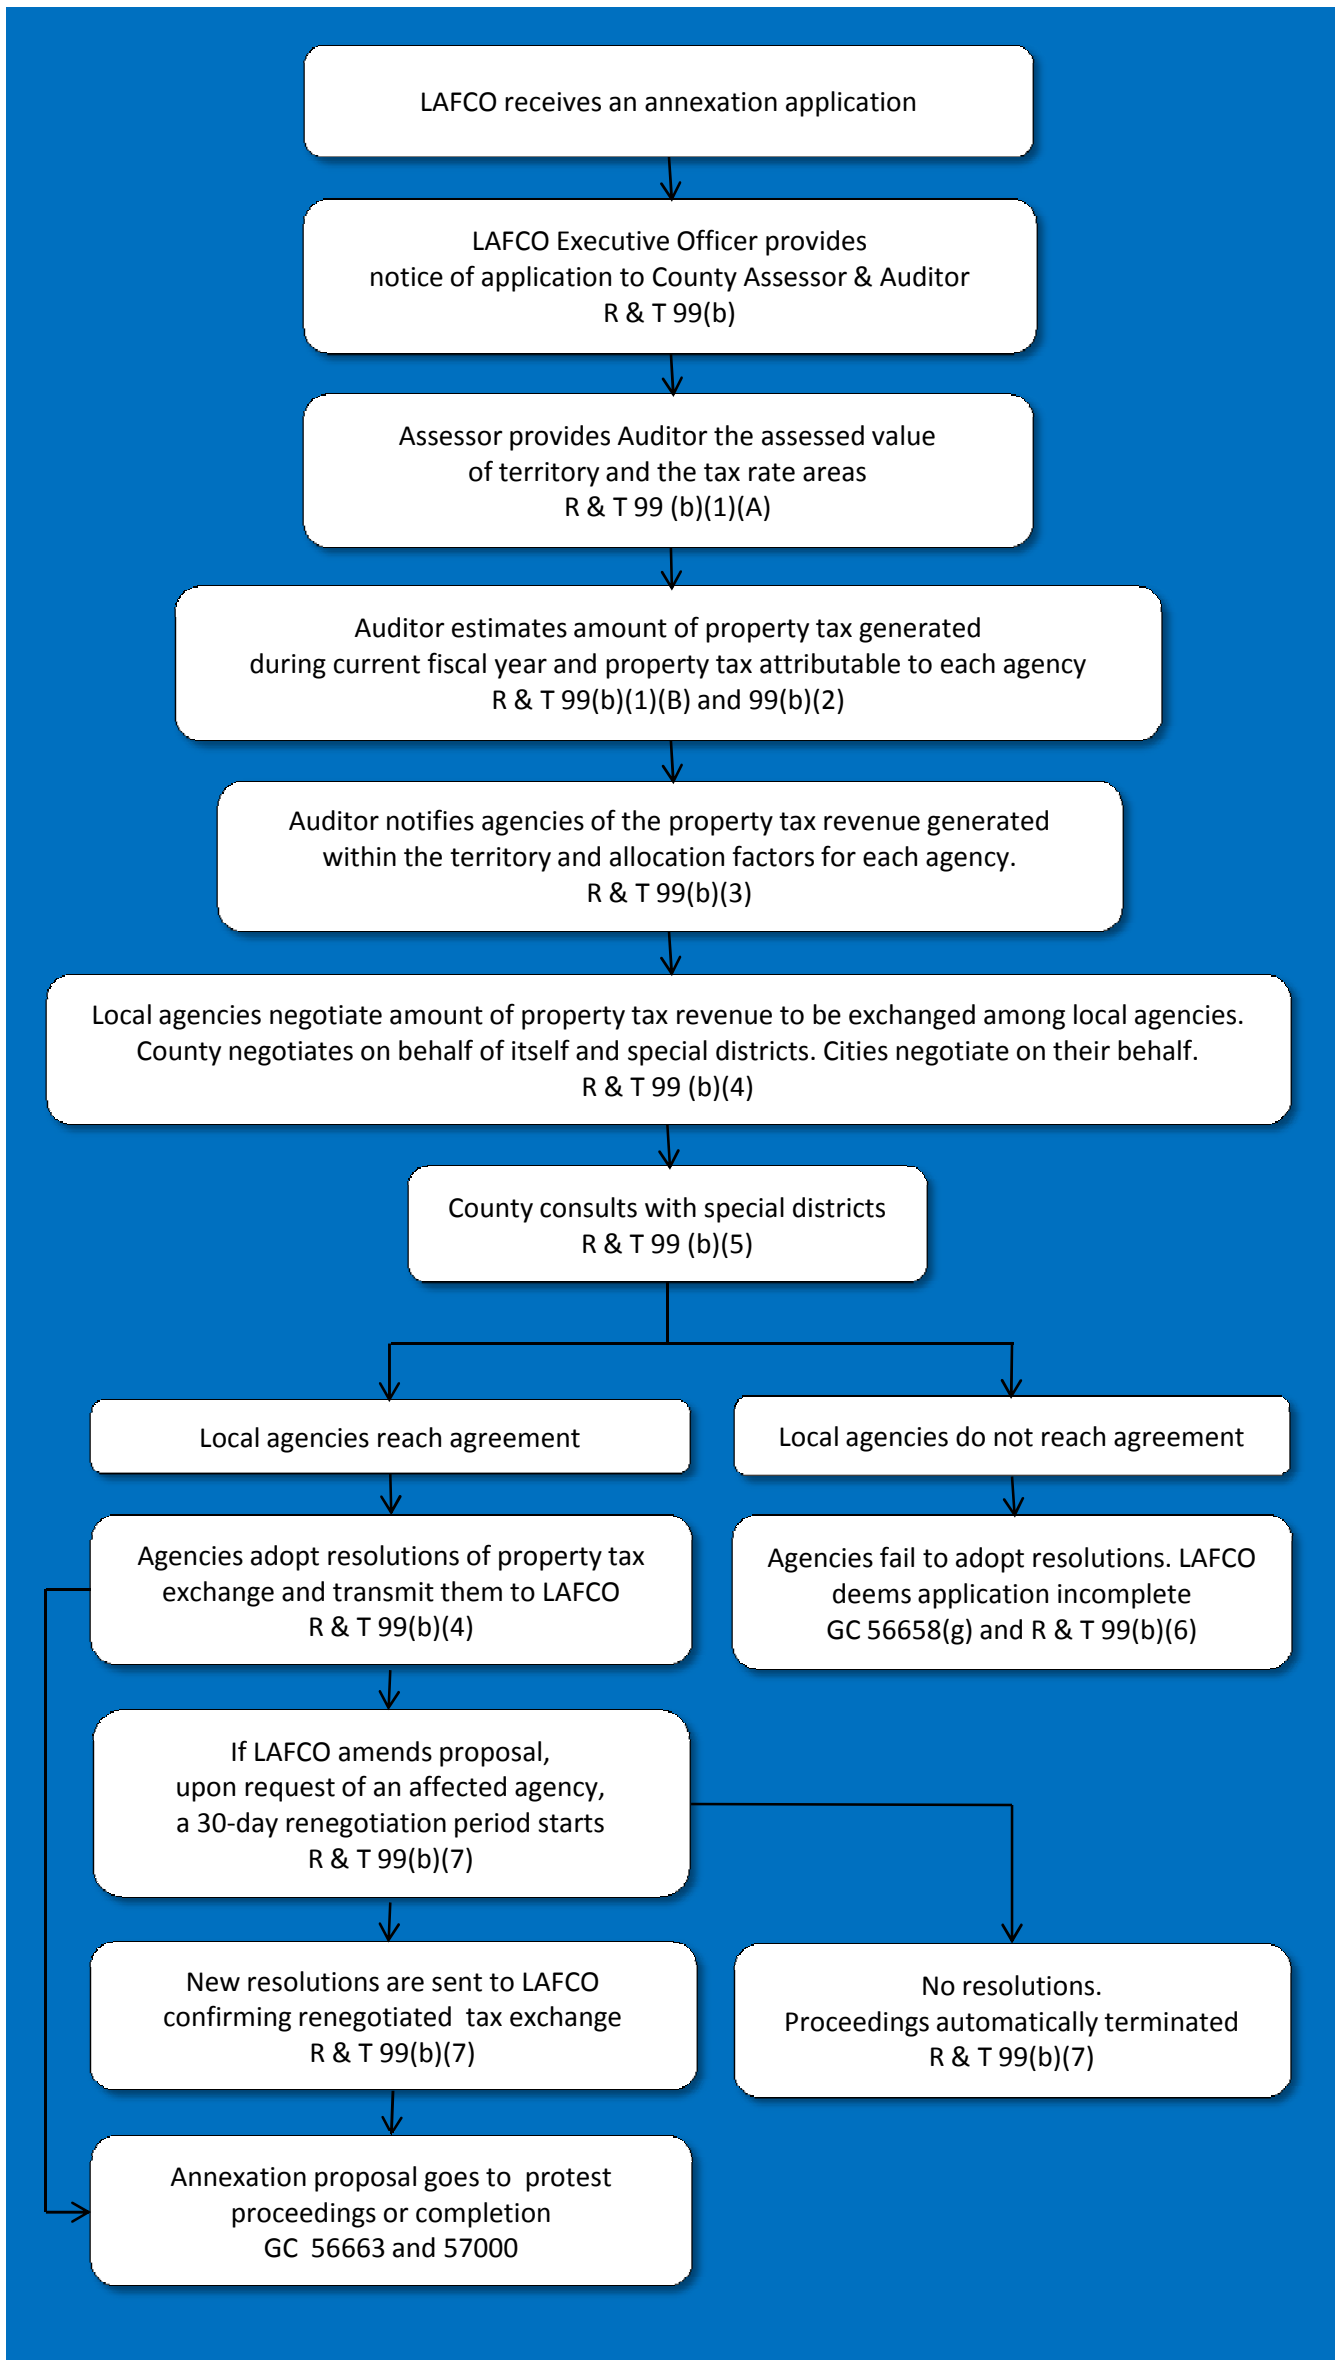 LAFCO receives an annexation application
LAFCO Executive Officer provides
notice of application to County Assessor & Auditor
R & T 99(b)
Assessor provides Auditor the assessed value
of territory and the tax rate areas
R & T 99 (b)(1)(A)
Auditor estimates amount of property tax generated
during current fiscal year and property tax attributable to each agency
R & T 99(b)(1)(B) and 99(b)(2)
Auditor notifies agencies of the property tax revenue generated
within the territory and allocation factors for each agency.
R & T 99(b)(3)
Local agencies negotiate amount of property tax revenue to be exchanged among local agencies.
County negotiates on behalf of itself and special districts. Cities negotiate on their behalf.
R & T 99 (b)(4)
County consults with special districts
R & T 99 (b)(5)
Local agencies reach agreement
Local agencies do not reach agreement
Agencies adopt resolutions of property tax
exchange and transmit them to LAFCO
R & T 99(b)(4)
Agencies fail to adopt resolutions. LAFCO
deems application incomplete
GC 56658(g) and R & T 99(b)(6)
If LAFCO amends proposal,
upon request of an affected agency,
a 30-day renegotiation period starts
R & T 99(b)(7)
New resolutions are sent to LAFCO
confirming renegotiated  tax exchange
R & T 99(b)(7)
No resolutions.
Proceedings automatically terminated
R & T 99(b)(7)
Annexation proposal goes to  protest
proceedings or completion
GC  56663 and 57000